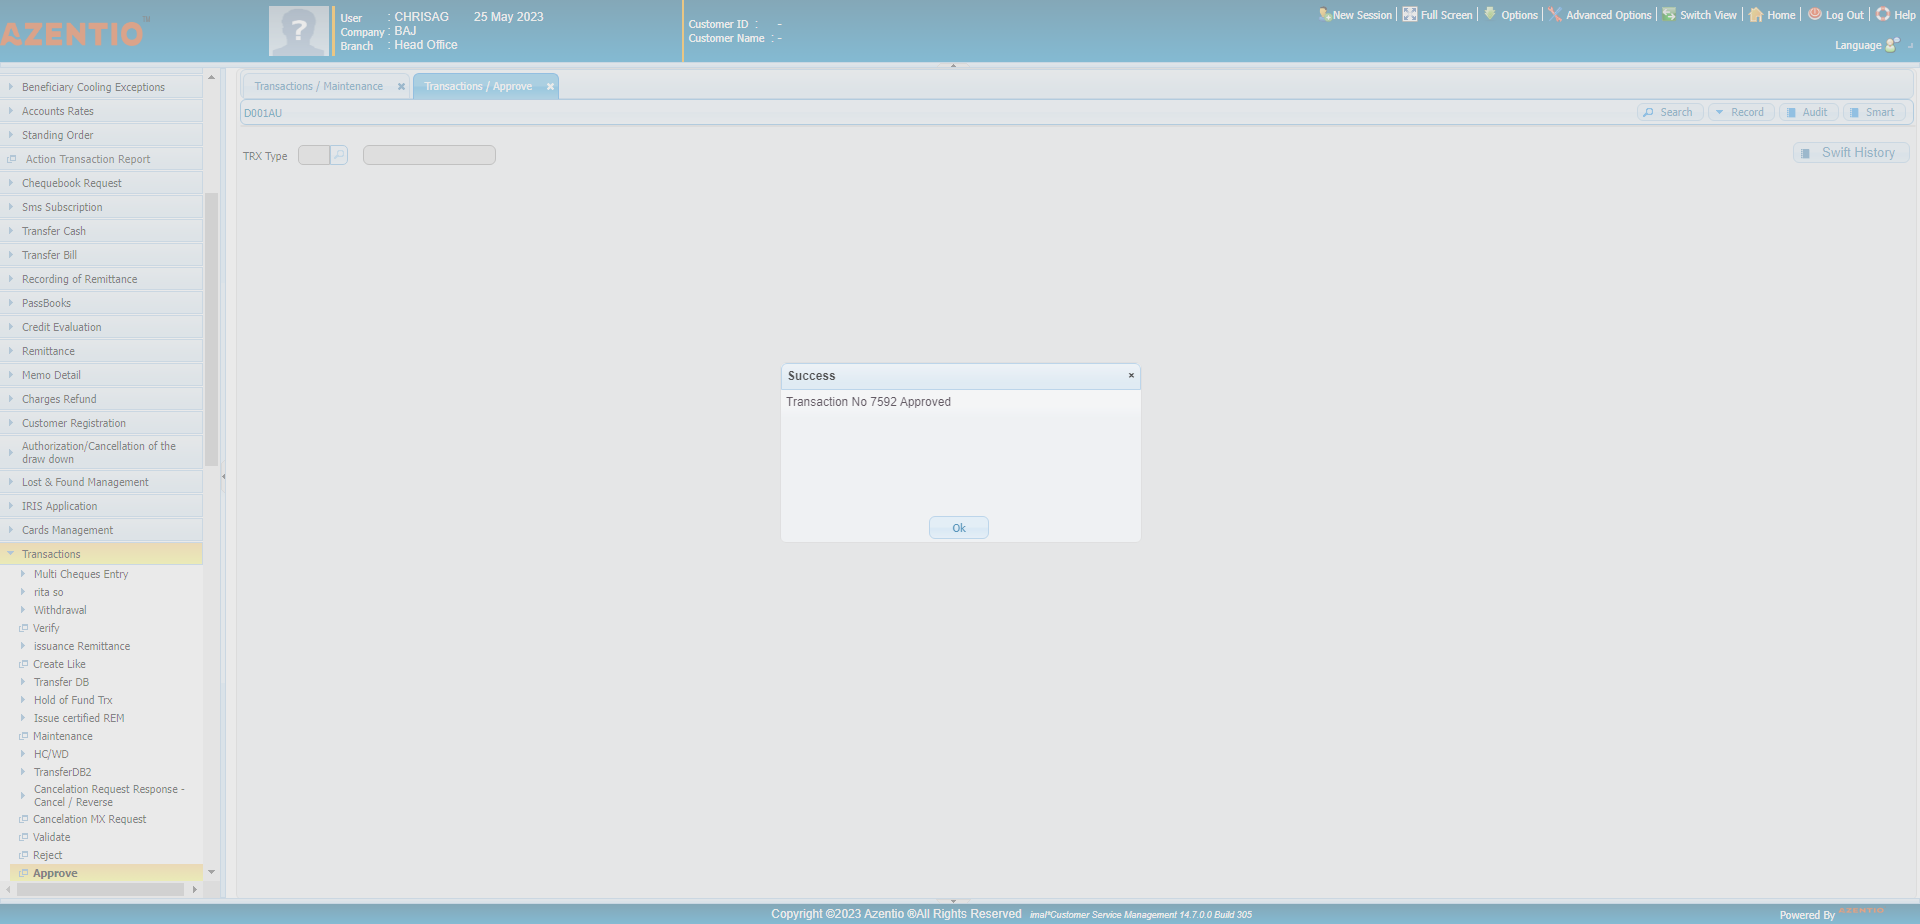 AZENTIO
User : CHRISAG 25 May 2023
Company : BAJ
Branch : Head Office
Customer ID : -
Customer Name : -
New Session Full Screen Options Advanced Options Switch View Home Log Out Help
Language
Beneficiary Cooling Exceptions
Accounts Rates
Standing Order
Action Transaction Report
Chequebook Request
Sms Subscription
Transfer Cash
Transfer Bill
Recording of Remittance
PassBooks
Credit Evaluation
Remittance
Memo Detail
Charges Refund
Customer Registration
Authorization/Cancellation of the
draw down
Lost & Found Management
IRIS Application
Cards Management
Transactions
Multi Cheques Entry
rita so
Withdrawal
Verify
issuance Remittance
Create Like
Transfer DB
Hold of Fund Trx
Issue certified REM
Maintenance
HC/WD
TransferDB2
Cancelation Request Response -
Cancel / Reverse
Cancelation MX Request
Validate
Reject
Approve
Transactions / Maintenance Transactions / Approve
D001AU
Search Record Audit Smart
TRX Type
Swift History
Success
Transaction No 7592 Approved
Ok
Copyright ©2023 Azentio ®All Rights Reserved imal®Customer Service Management 14.7.0.0 Build 305
Powered By AZENTIO